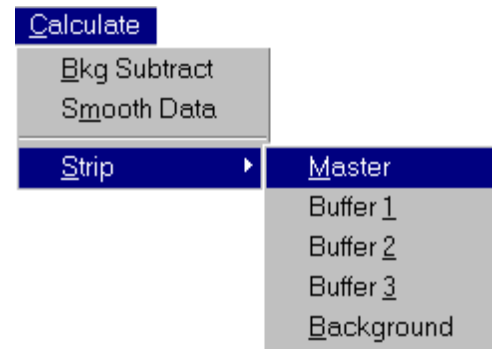 Calculate
Bkg Subtract
Smooth Data
Strip
Master
Buffer 1
Buffer 2
Buffer 3
Background